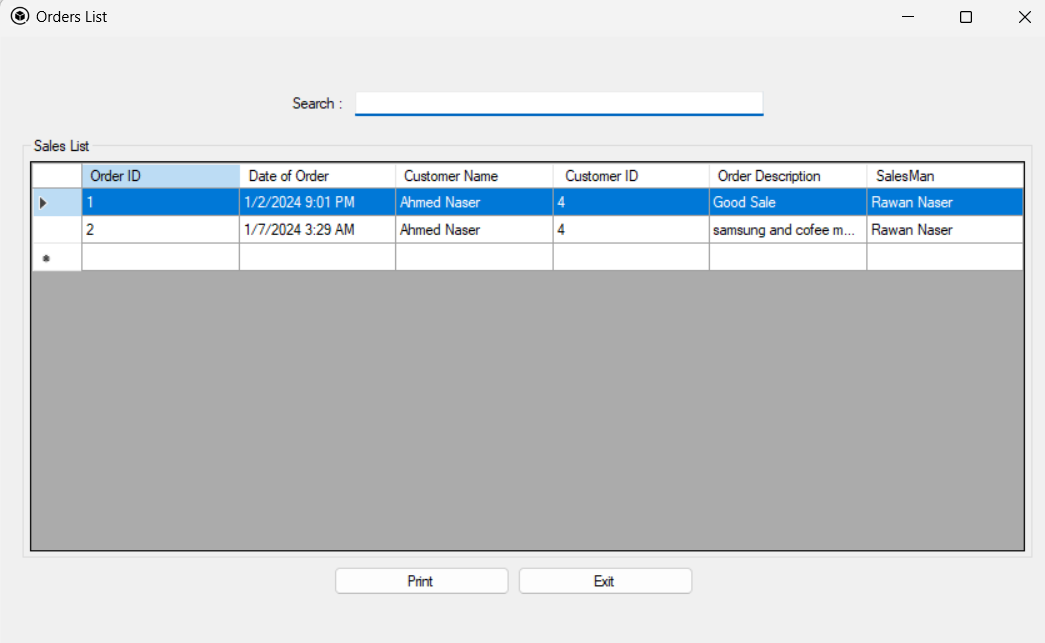 Orders List
Search :
Sales List
Order ID Date of Order Customer Name Customer ID Order Description SalesMan
1 1/2/2024 9:01 PM Ahmed Naser 4 Good Sale Rawan Naser
2 1/7/2024 3:29 AM Ahmed Naser 4 samsung and cofee m... Rawan Naser
Print Exit